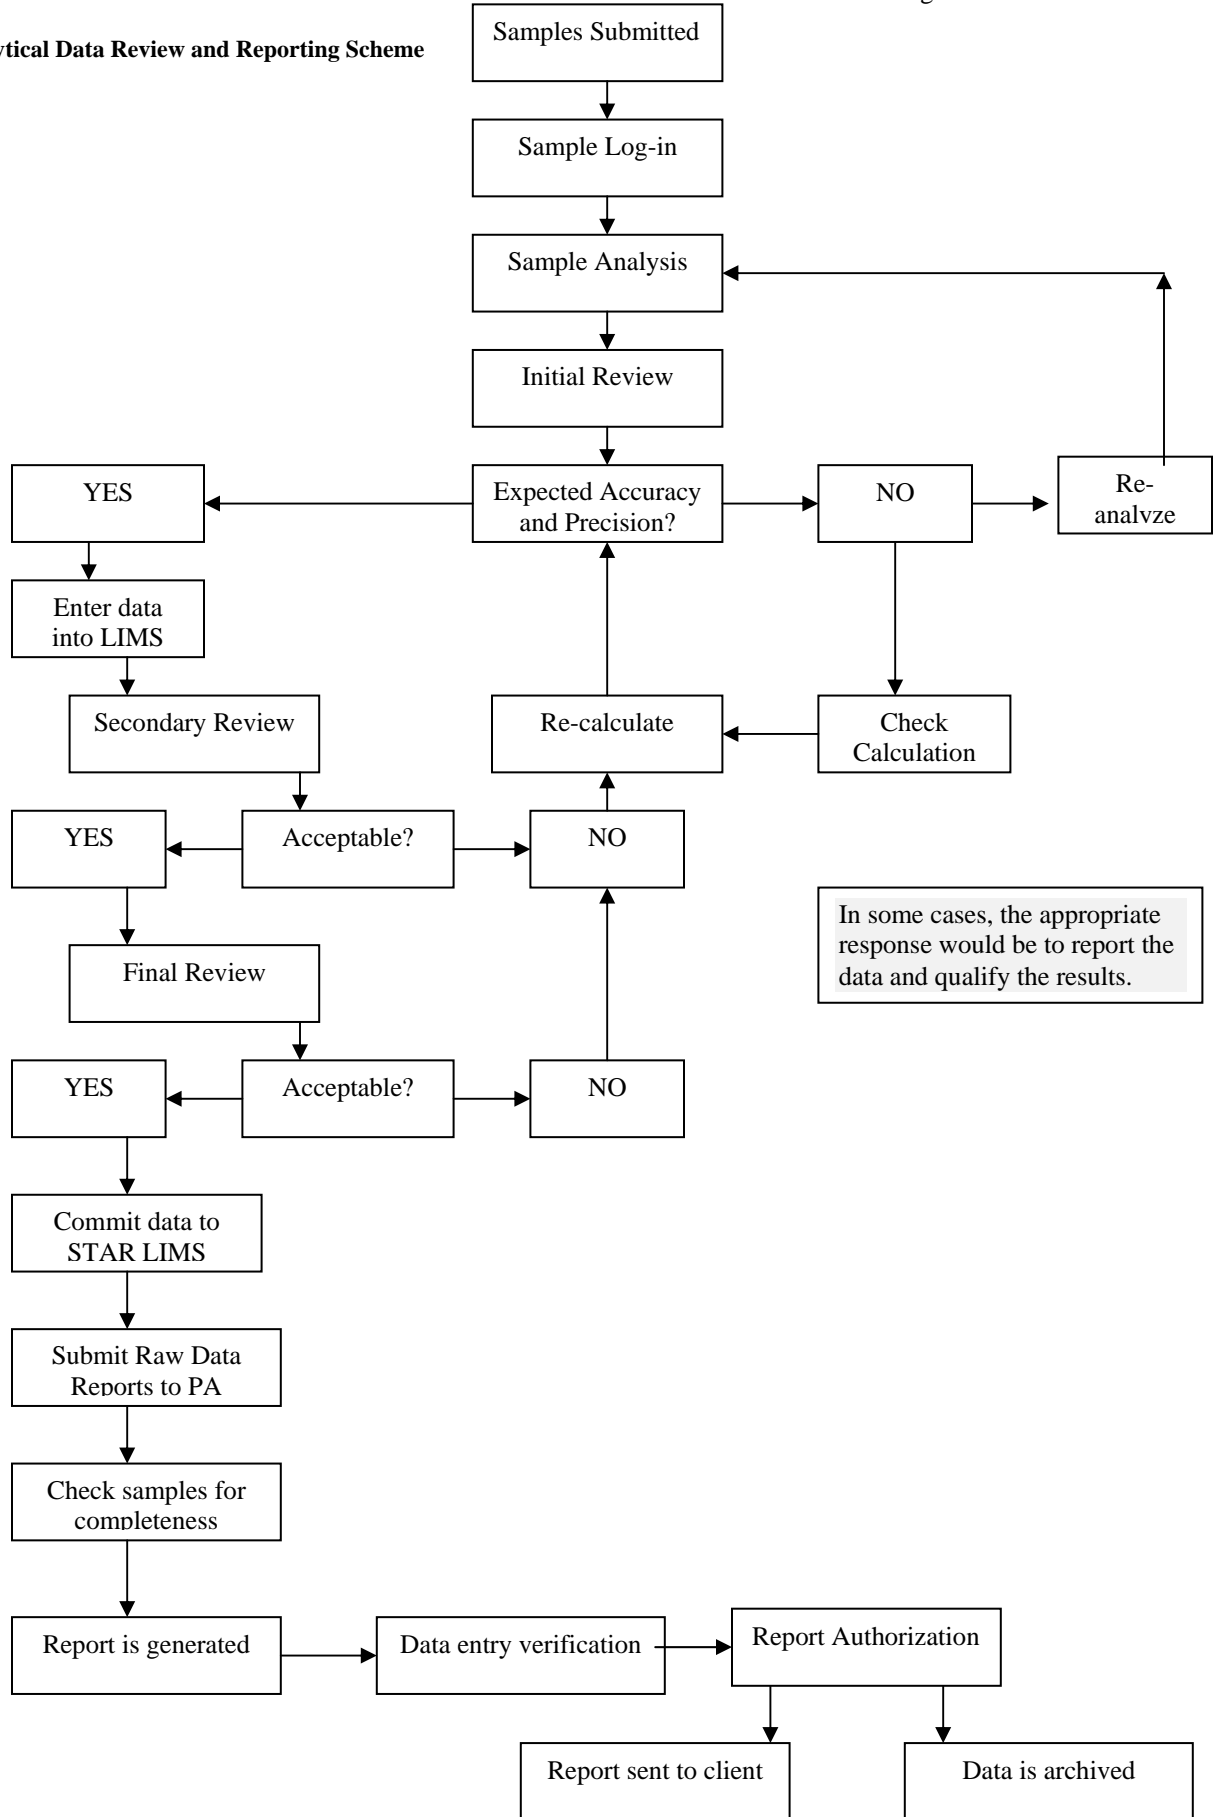 Samples Submitted
ytical Data Review and Reporting Scheme
Sample Log-in
Sample Analysis
Initial Review
YES
Expected Accuracy
and Precision?
NO
Re-
analyze
Enter data
into LIMS
Secondary Review
Re-calculate
Check
Calculation
YES
Acceptable?
NO
In some cases, the appropriate
response would be to report the
data and qualify the results.
Final Review
YES
Acceptable?
NO
Commit data to
STAR LIMS
Submit Raw Data
Reports to PA
Check samples for
completeness
Report is generated
Data entry verification
Report Authorization
Report sent to client
Data is archived